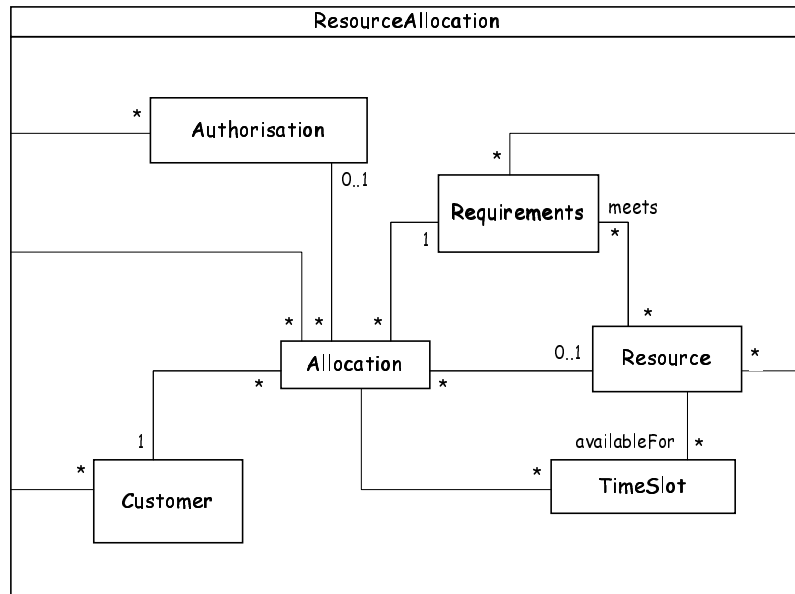 ResourceAllocation
*
Authorisation
0..1
*
Requirements
meets
1
*
*
*
*
*
Allocation
0..1
Resource
*
*
*
1
availableFor
*
*
*
Customer
TimeSlot